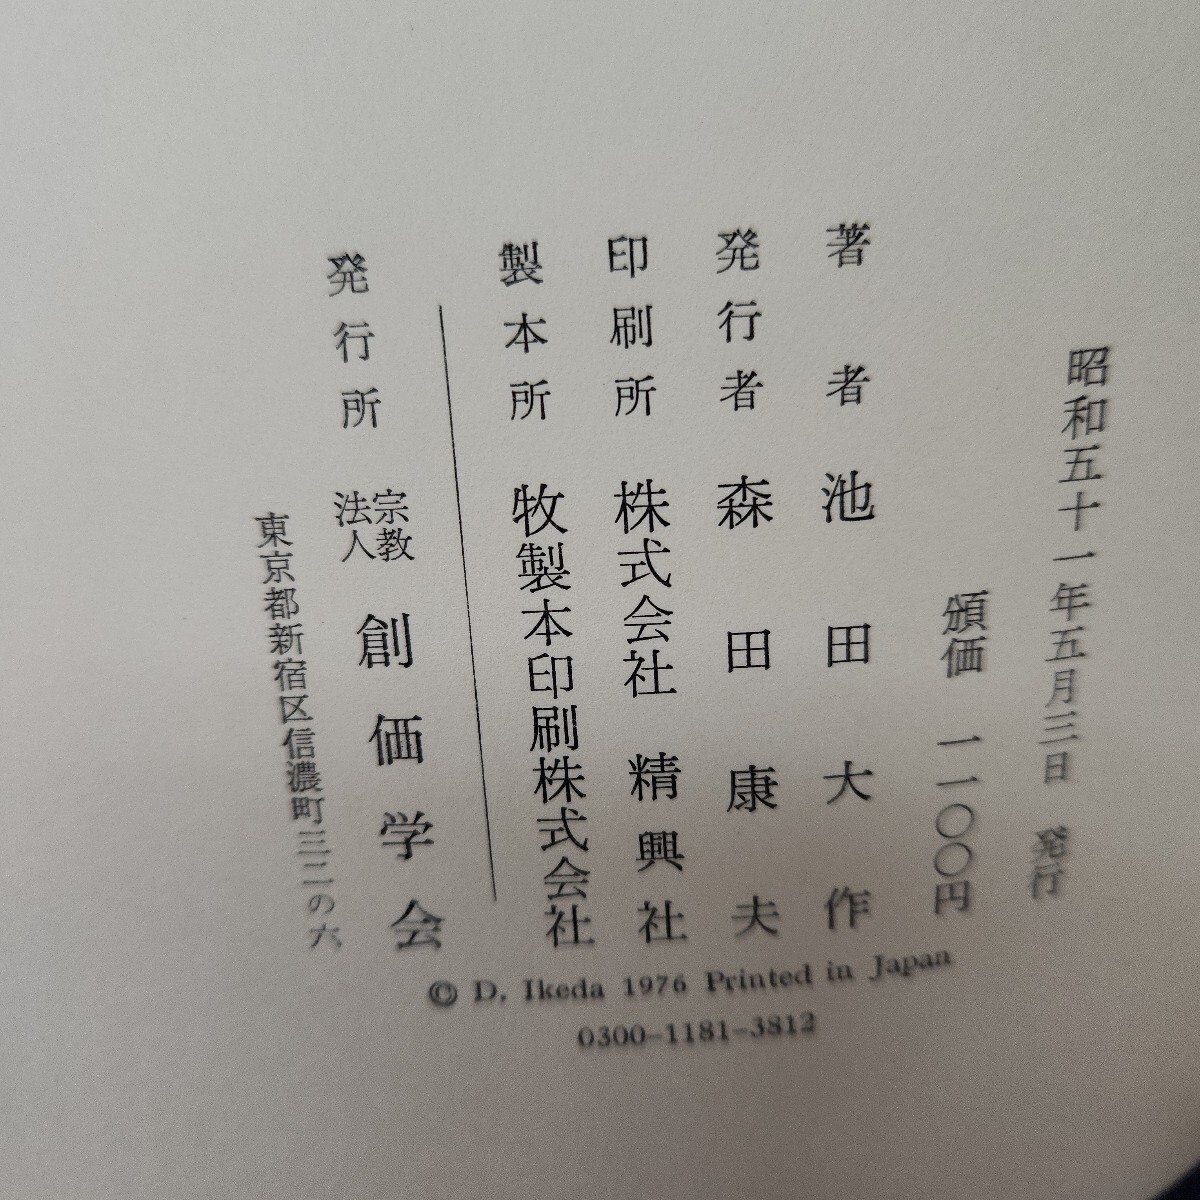 昭和五十一年五月三日 発行
頒価 一一〇〇円
著者 池田大作
発行者 森田康夫
印刷所 株式会社 精興社
製本所 牧製本印刷株式会社
発行所 宗教法人 創価学会
東京都新宿区信濃町三二の六
© D. Ikeda 1976 Printed in Japan
0300-1181-3812